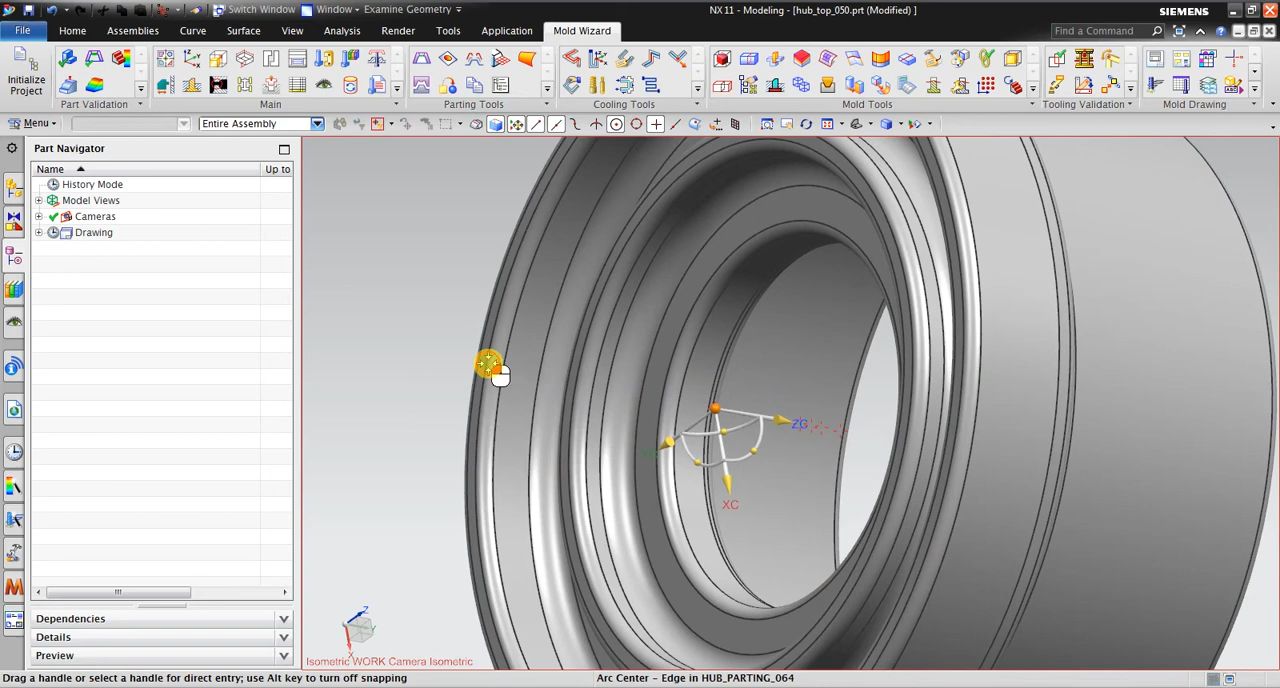 Switch Window Window Examine Geometry NX 11 - Modeling - [hub_top_050.prt (Modified) ] SIEMENS
File Home Assemblies Curve Surface View Analysis Render Tools Application Mold Wizard Find a Command
Initialize
Project
Part Validation Main Parting Tools Cooling Tools Mold Tools Tooling Validation Mold Drawing
Menu Entire Assembly
Part Navigator
Name Up to
History Mode
Model Views
Cameras
Drawing
ZC
XC
Dependencies
Details
Preview
Z
X
Isometric WORK Camera Isometric
Drag a handle or select a handle for direct entry; use Alt key to turn off snapping Arc Center - Edge in HUB_PARTING_064